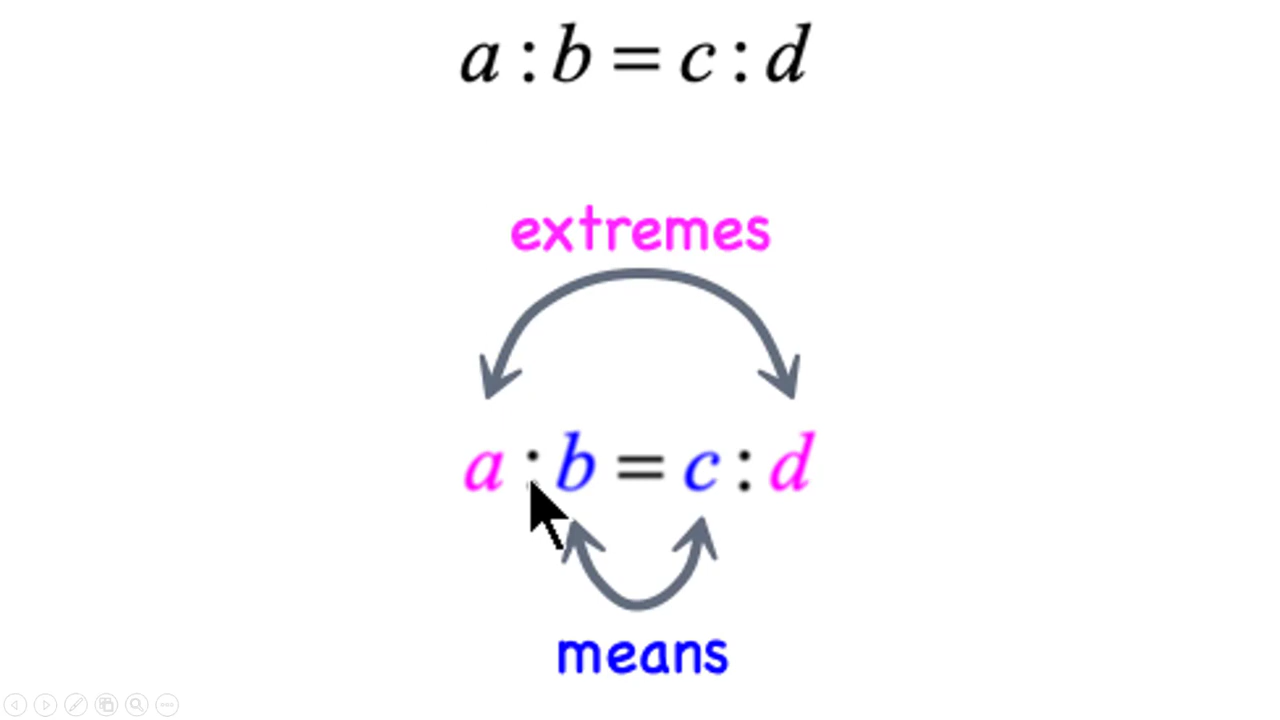 a : b = c : d
extremes
a : b = c : d
means